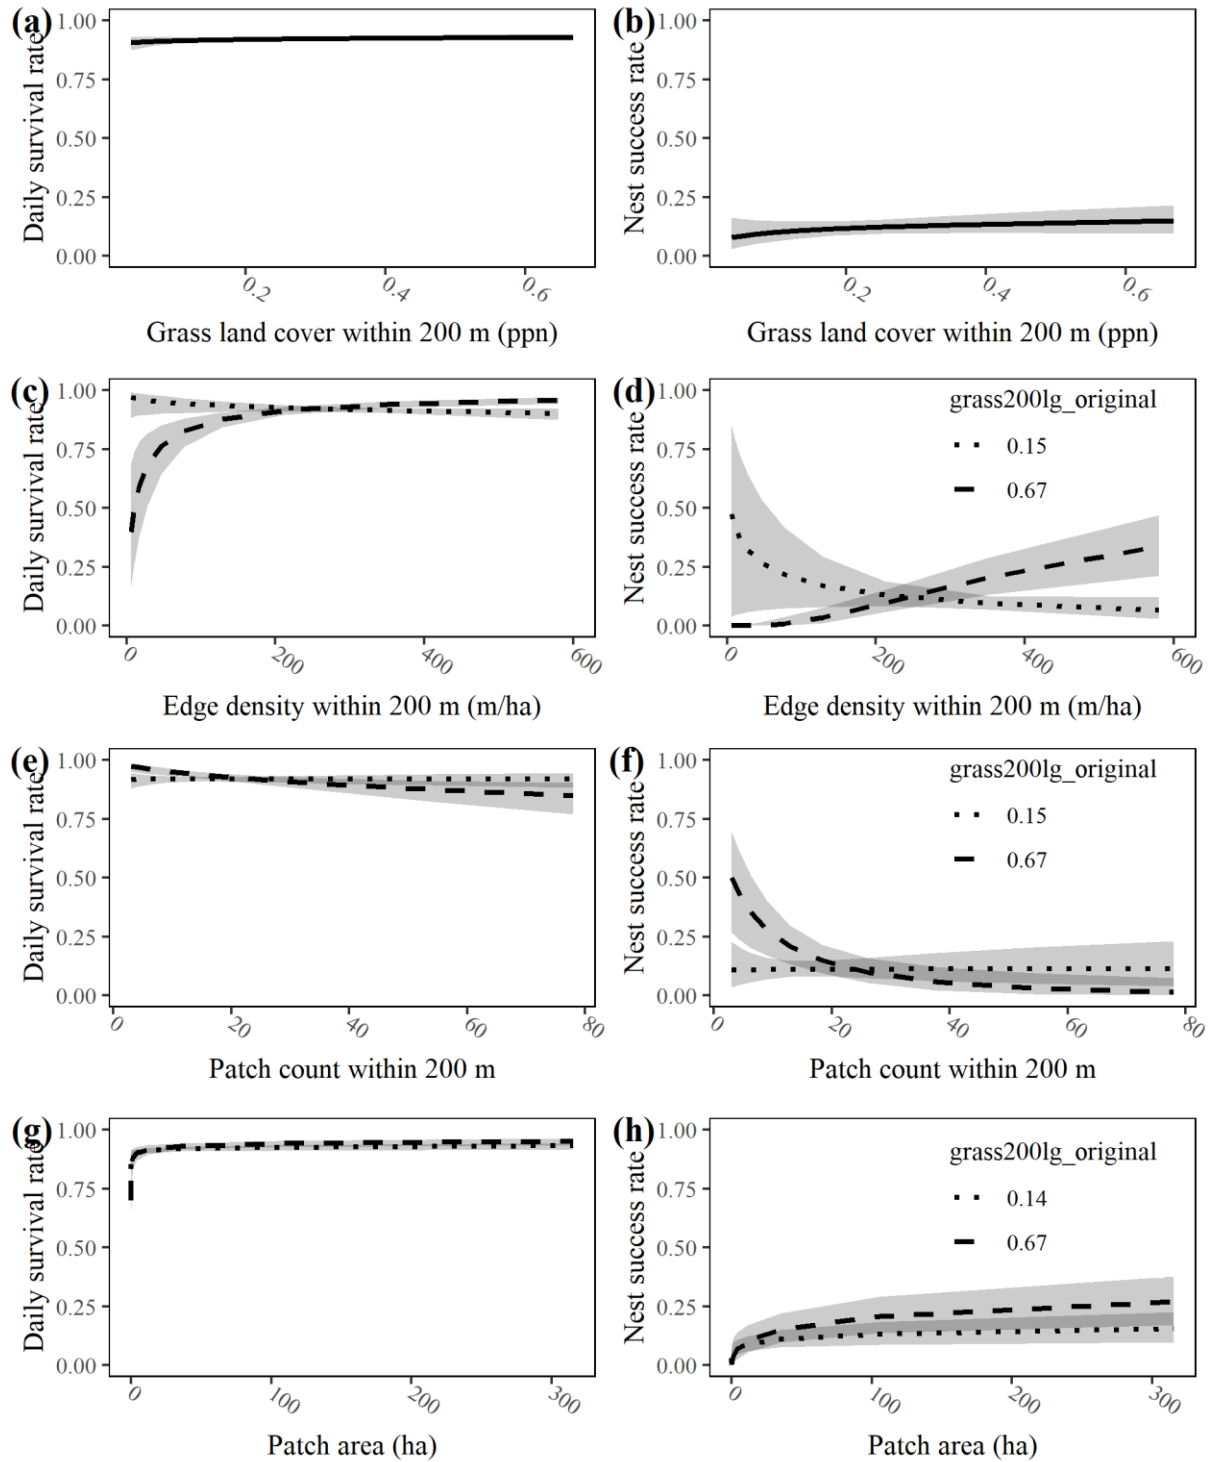 (a)
Daily survival rate
1.00
0.75
0.50
0.25
0.00
0.2
0.4
0.6
Grass land cover within 200 m (ppn)
(b)
Nest success rate
1.00
0.75
0.50
0.25
0.00
0.2
0.4
0.6
Grass land cover within 200 m (ppn)
(c)
Daily survival rate
1.00
0.75
0.50
0.25
0.00
0
200
400
600
Edge density within 200 m (m/ha)
(d)
Nest success rate
1.00
0.75
0.50
0.25
0.00
grass200lg_original
0.15
0.67
0
200
400
600
Edge density within 200 m (m/ha)
(e)
Daily survival rate
1.00
0.75
0.50
0.25
0.00
0
20
40
60
80
Patch count within 200 m
(f)
Nest success rate
1.00
0.75
0.50
0.25
0.00
grass200lg_original
0.15
0.67
0
20
40
60
80
Patch count within 200 m
(g)
Daily survival rate
1.00
0.75
0.50
0.25
0.00
0
100
200
300
Patch area (ha)
(h)
Nest success rate
1.00
0.75
0.50
0.25
0.00
grass200lg_original
0.14
0.67
0
100
200
300
Patch area (ha)